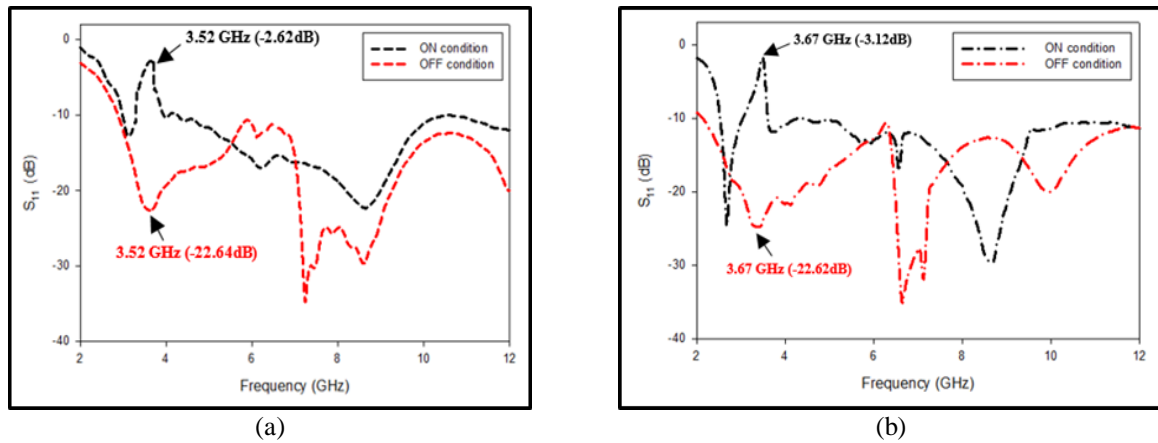 3.52 GHz (-2.62dB)
ON condition
OFF condition
0
-10
-20
-30
-40
S11 (dB)
3.52 GHz (-22.64dB)
2
4
6
8
10
12
Frequency (GHz)
(a)
3.67 GHz (-3.12dB)
ON condition
OFF condition
0
-10
-20
-30
-40
S11 (dB)
3.67 GHz (-22.62dB)
2
4
6
8
10
12
Frequency (GHz)
(b)